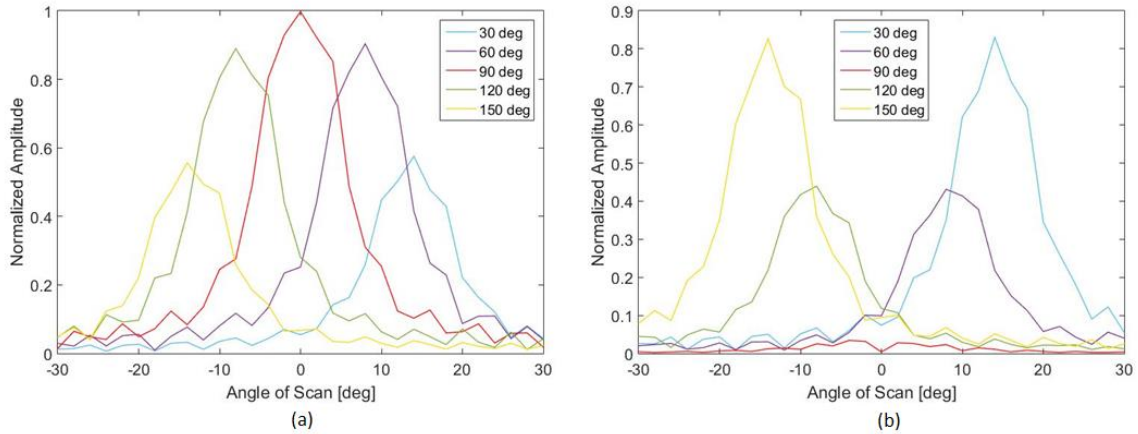 1
0.8
0.6
0.4
0.2
0
Normalized Amplitude
30 deg
60 deg
90 deg
120 deg
150 deg
-30 -20 -10 0 10 20 30
Angle of Scan [deg]
(a)
0.9
0.8
0.7
0.6
0.5
0.4
0.3
0.2
0.1
0
Normalized Amplitude
30 deg
60 deg
90 deg
120 deg
150 deg
-30 -20 -10 0 10 20 30
Angle of Scan [deg]
(b)